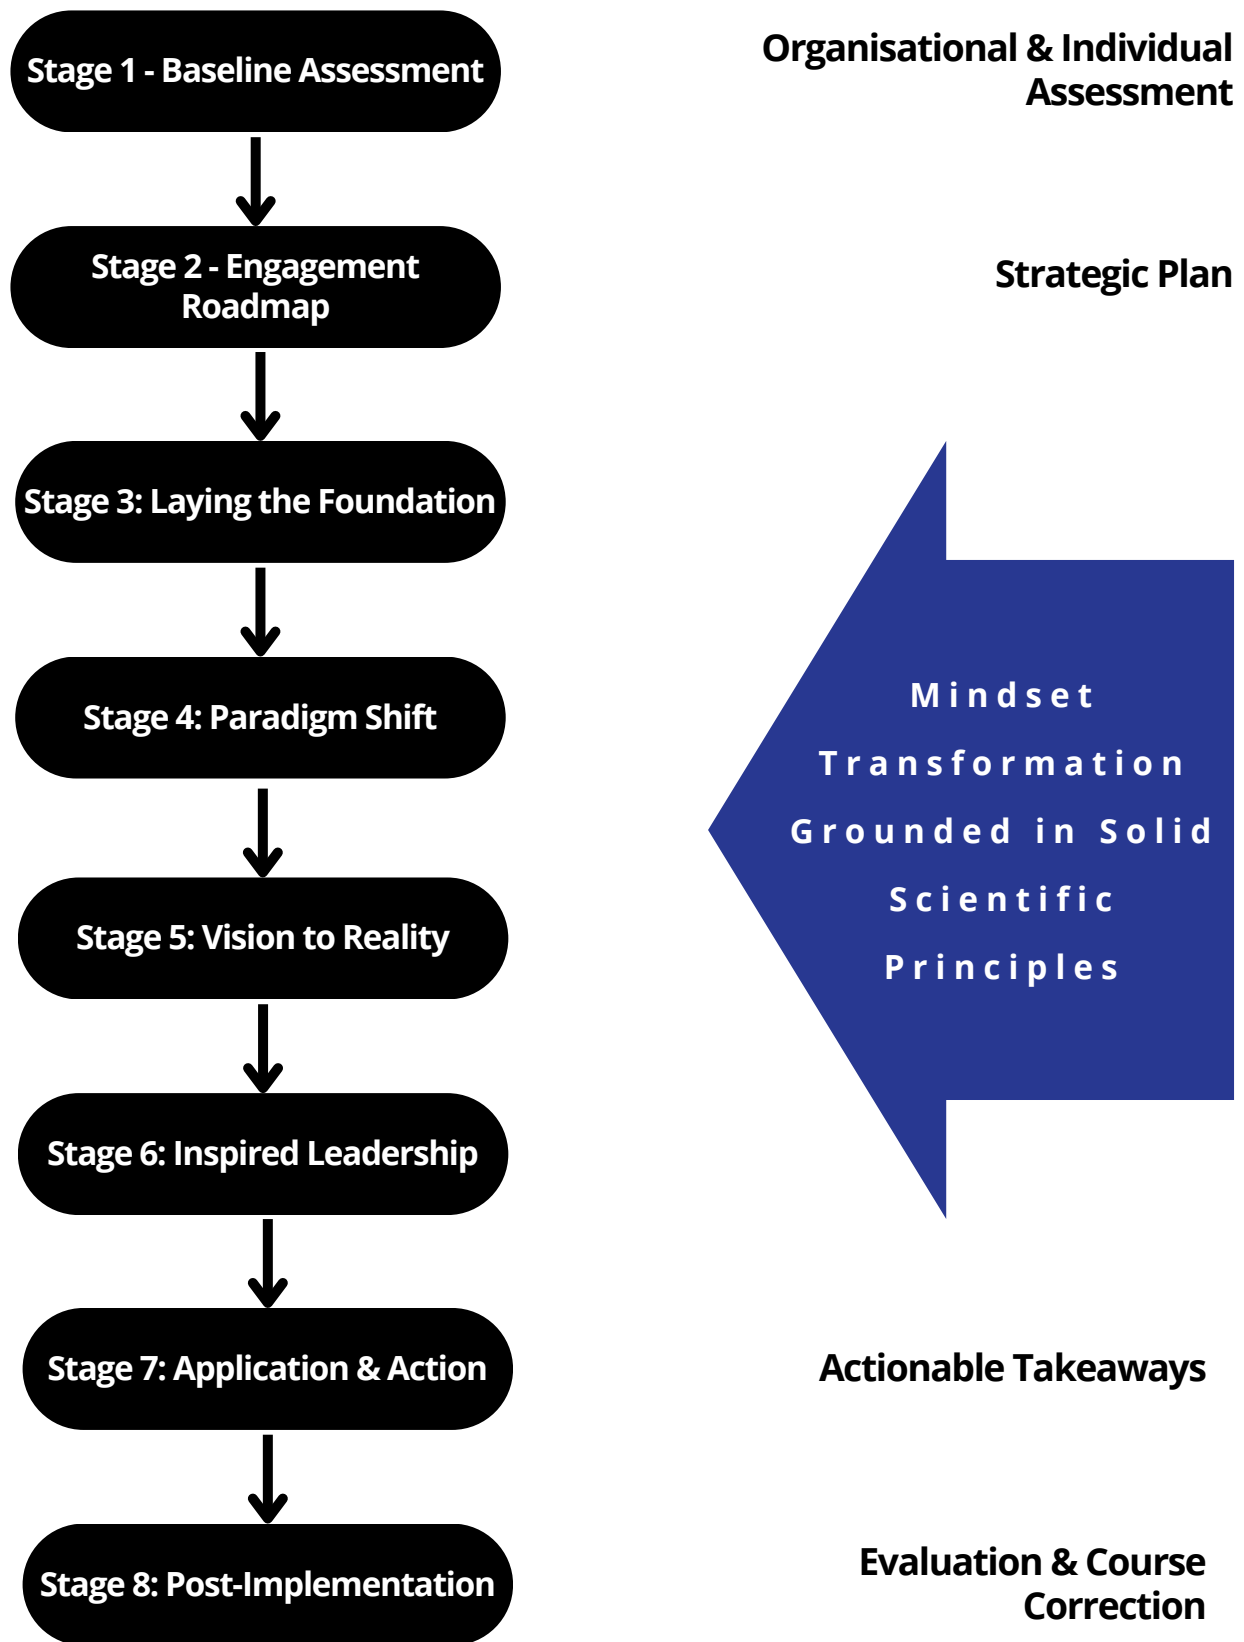 Stage 1 - Baseline Assessment
Organisational & Individual
Assessment
Stage 2 - Engagement
Roadmap
Strategic Plan
Stage 3: Laying the Foundation
Stage 4: Paradigm Shift
Mindset
Transformation
Grounded in Solid
Scientific
Principles
Stage 5: Vision to Reality
Stage 6: Inspired Leadership
Stage 7: Application & Action
Actionable Takeaways
Stage 8: Post-Implementation
Evaluation & Course
Correction